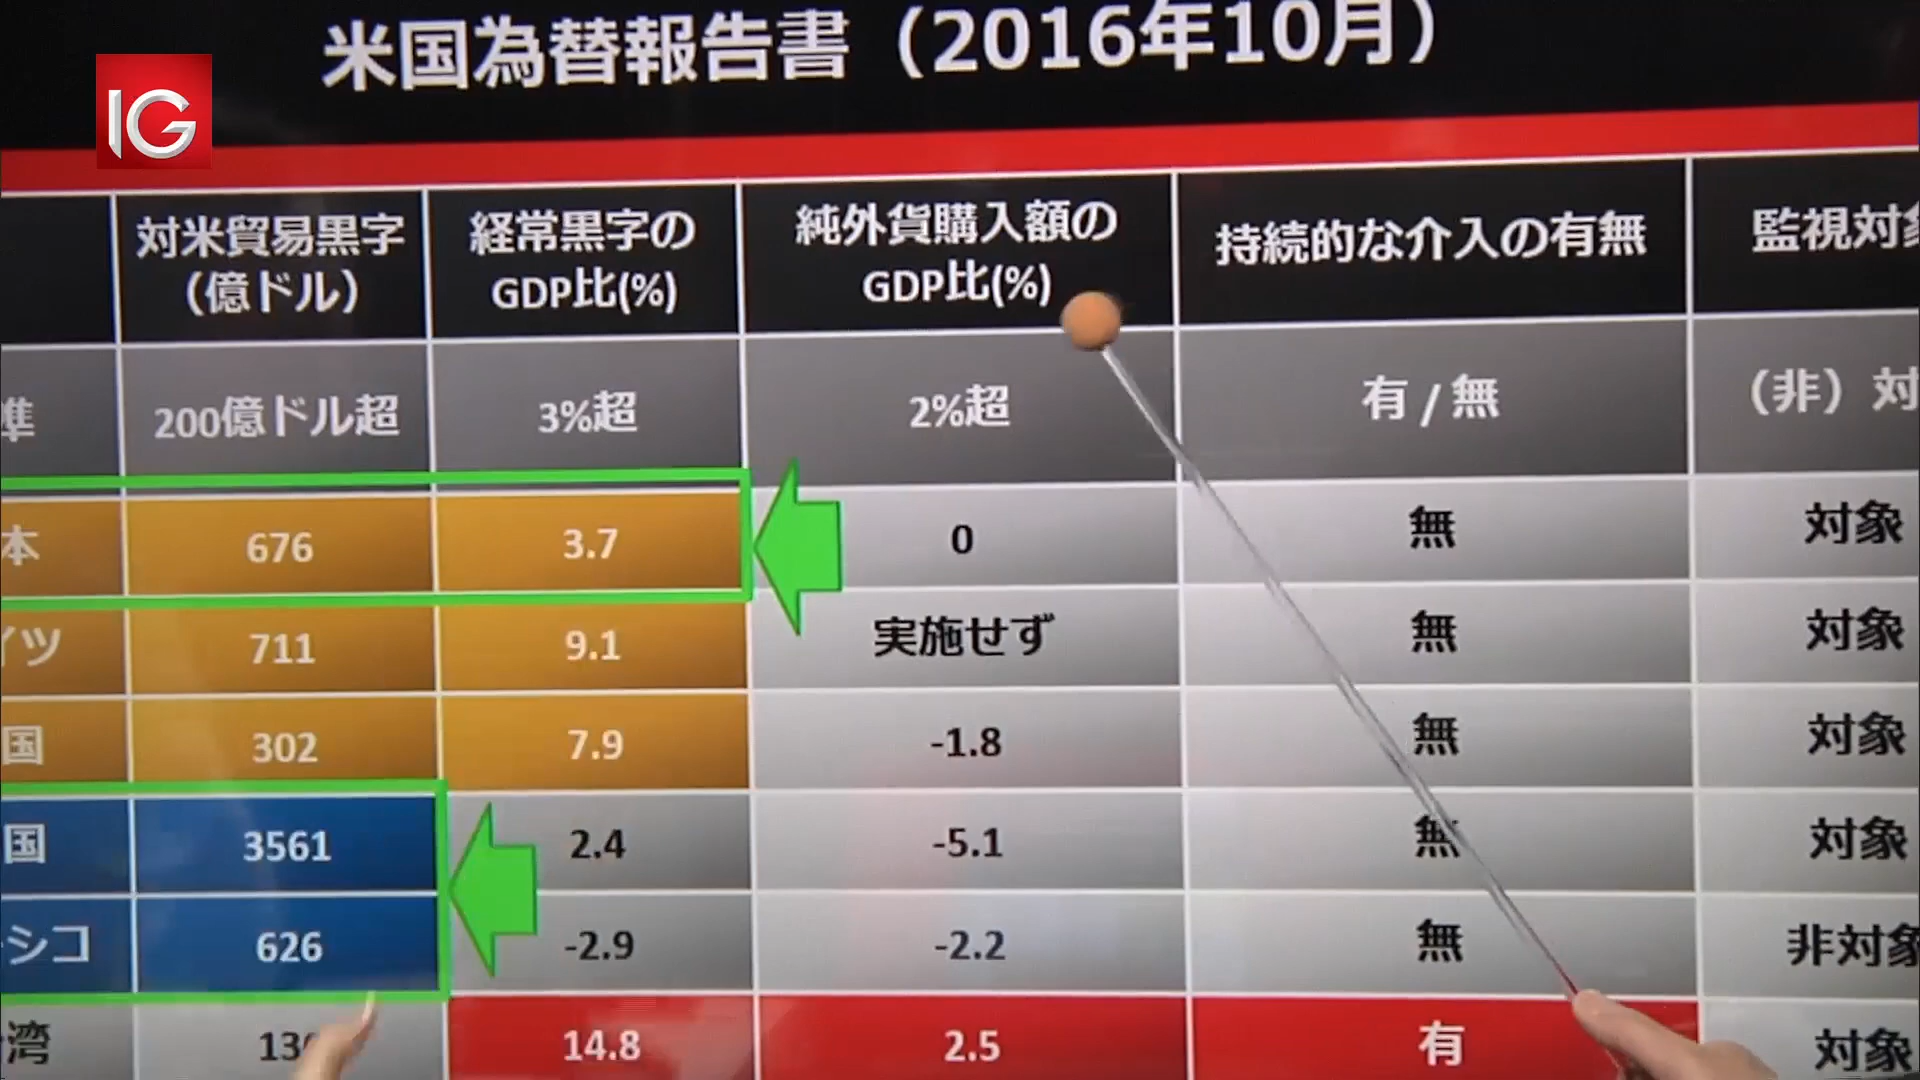 米国為替報告書（2016年10月）
IG
対米貿易黒字
（億ドル）
経常黒字の
GDP比(%)
純外貨購入額の
GDP比(%)
持続的な介入の有無
監視対象
準
200億ドル超
3%超
2%超
有 / 無
（非）対
本
676
3.7
0
無
対象
イツ
711
9.1
実施せず
無
対象
国
302
7.9
-1.8
無
対象
国
3561
2.4
-5.1
無
対象
シコ
626
-2.9
-2.2
無
非対象
湾
14.8
2.5
有
対象